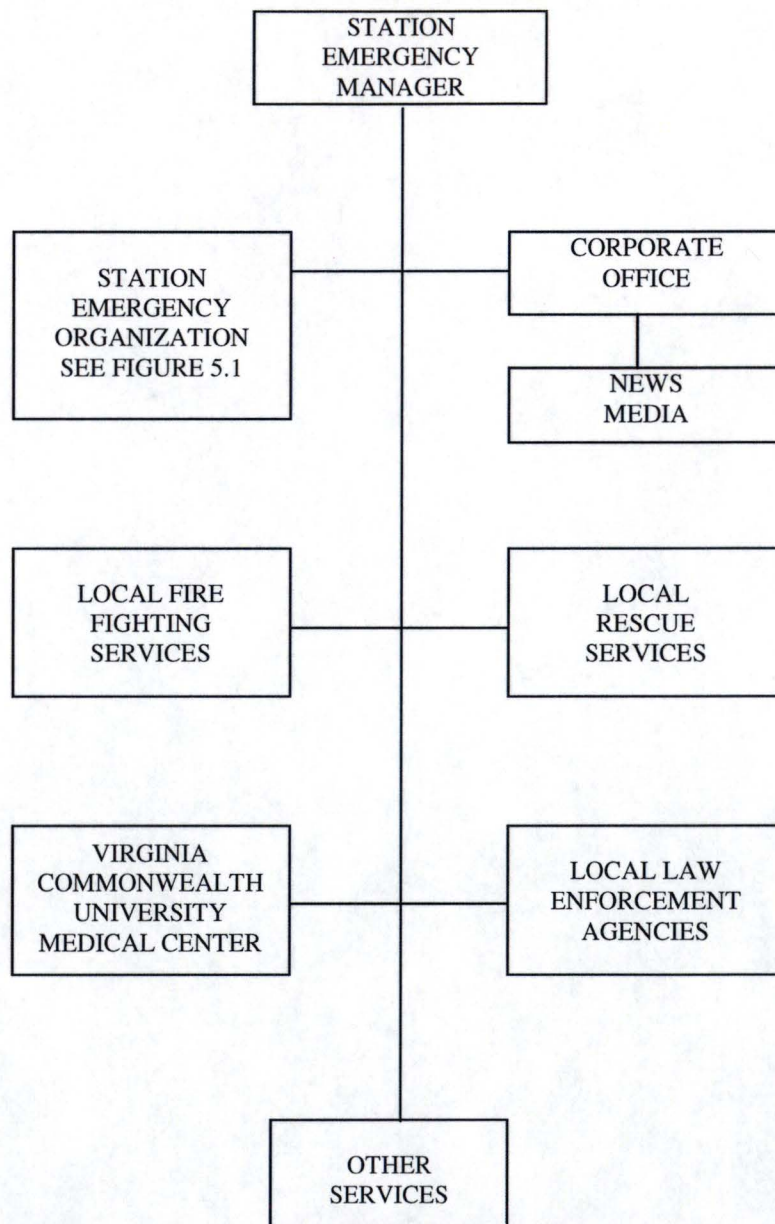 STATION
EMERGENCY
MANAGER
STATION
EMERGENCY
ORGANIZATION
SEE FIGURE 5.1
CORPORATE
OFFICE
NEWS
MEDIA
LOCAL FIRE
FIGHTING
SERVICES
LOCAL
RESCUE
SERVICES
VIRGINIA
COMMONWEALTH
UNIVERSITY
MEDICAL CENTER
LOCAL LAW
ENFORCEMENT
AGENCIES
OTHER
SERVICES